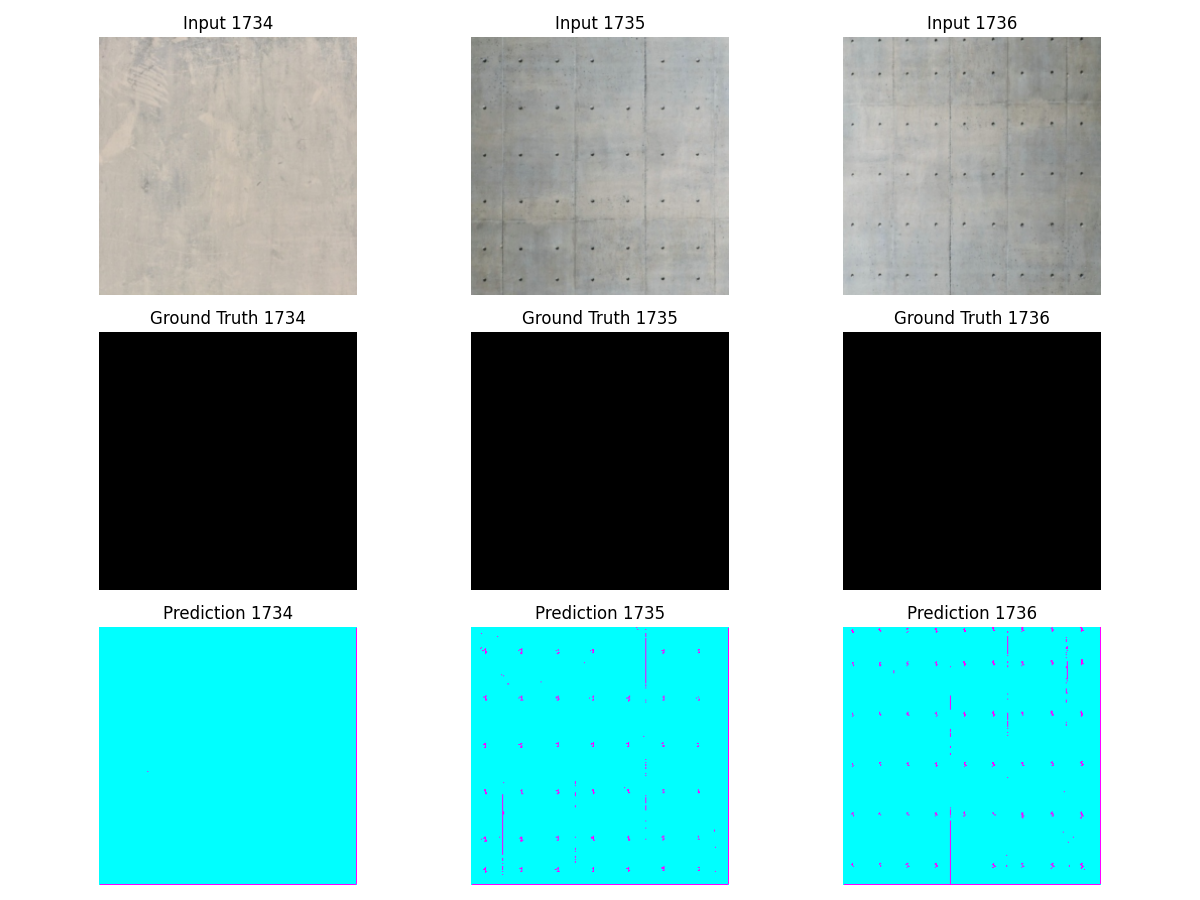 Input 1734
Input 1735
Input 1736
Ground Truth 1734
Ground Truth 1735
Ground Truth 1736
Prediction 1734
Prediction 1735
Prediction 1736